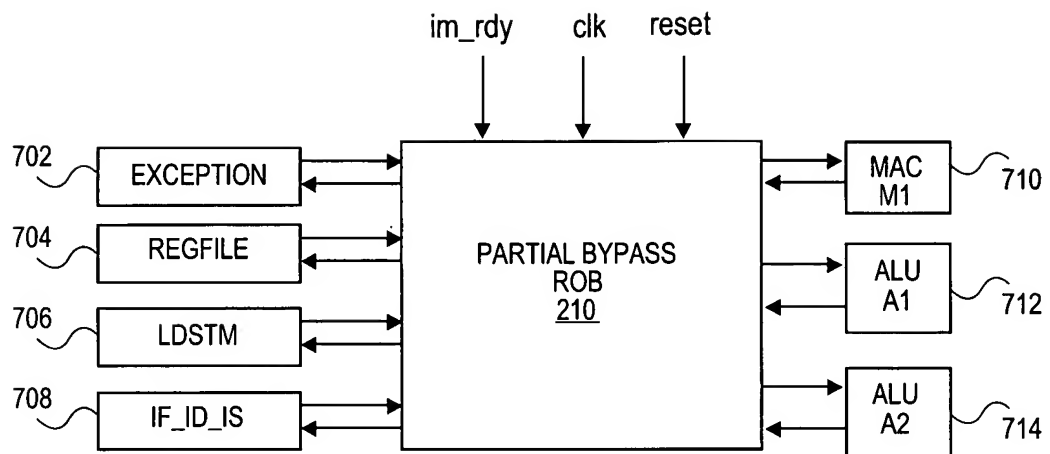 im_rdy clk reset
702 EXCEPTION
704 REGFILE
706 LDSTM
708 IF_ID_IS
PARTIAL BYPASS
ROB
210
MAC
M1
710
ALU
A1
712
ALU
A2
714